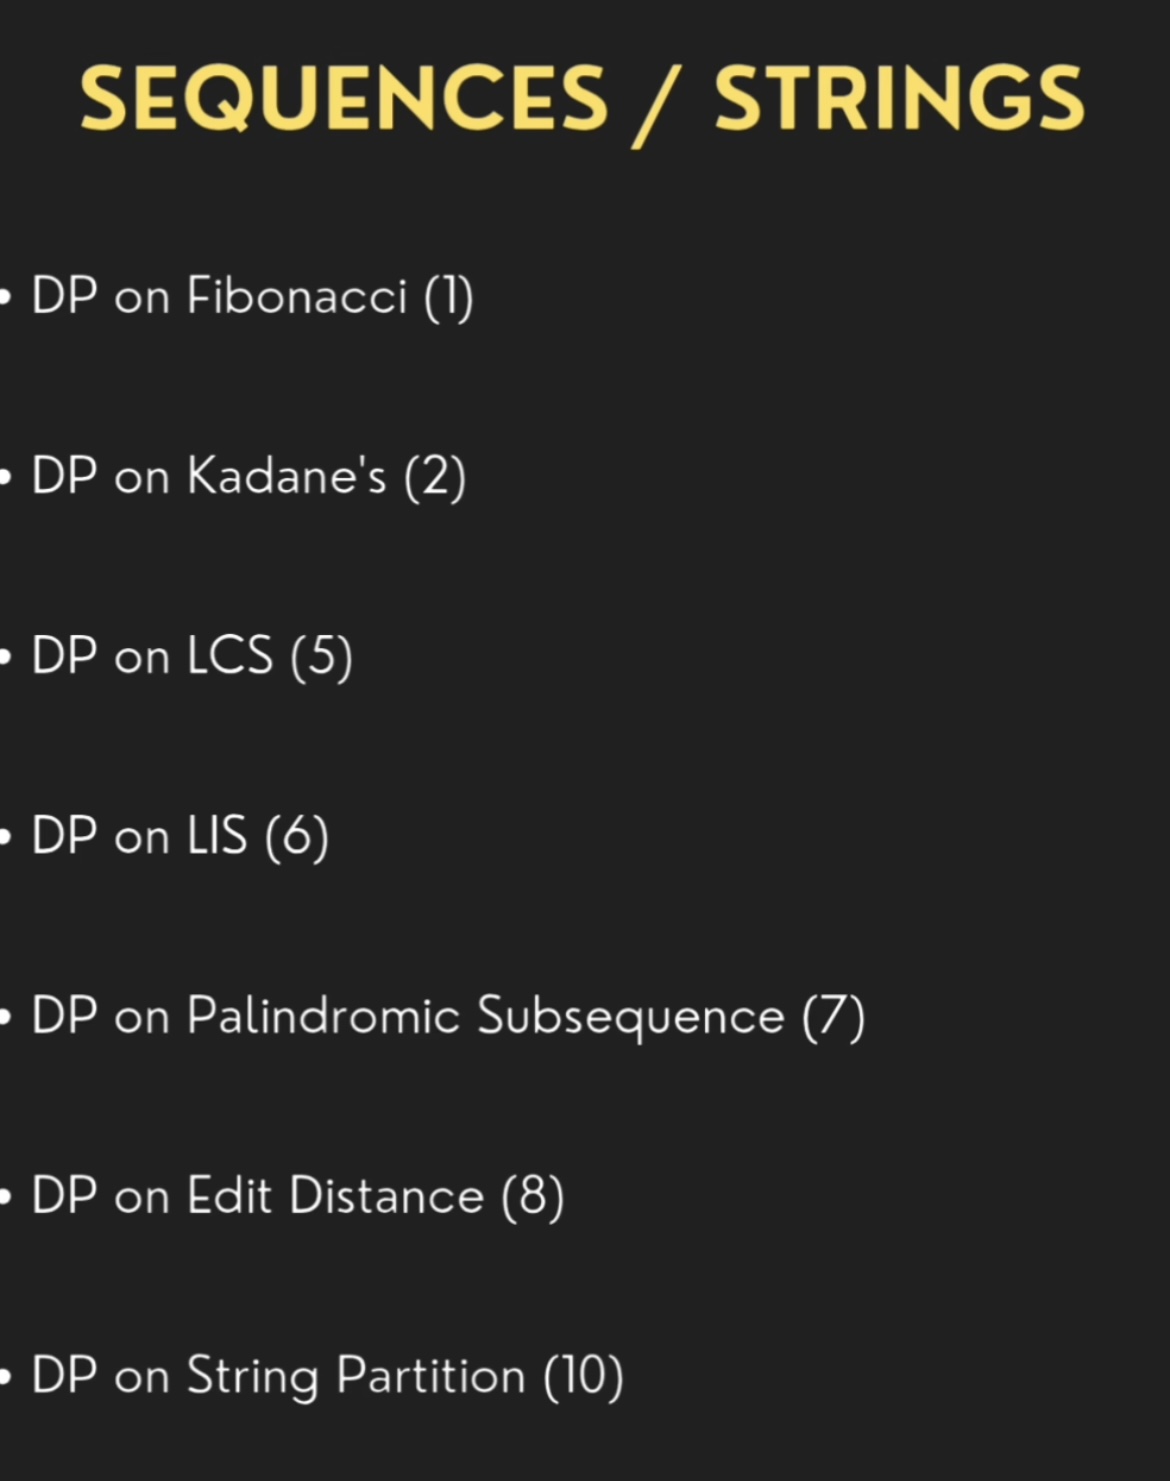 SEQUENCES / STRINGS
• DP on Fibonacci (1)
• DP on Kadane's (2)
• DP on LCS (5)
• DP on LIS (6)
• DP on Palindromic Subsequence (7)
• DP on Edit Distance (8)
• DP on String Partition (10)